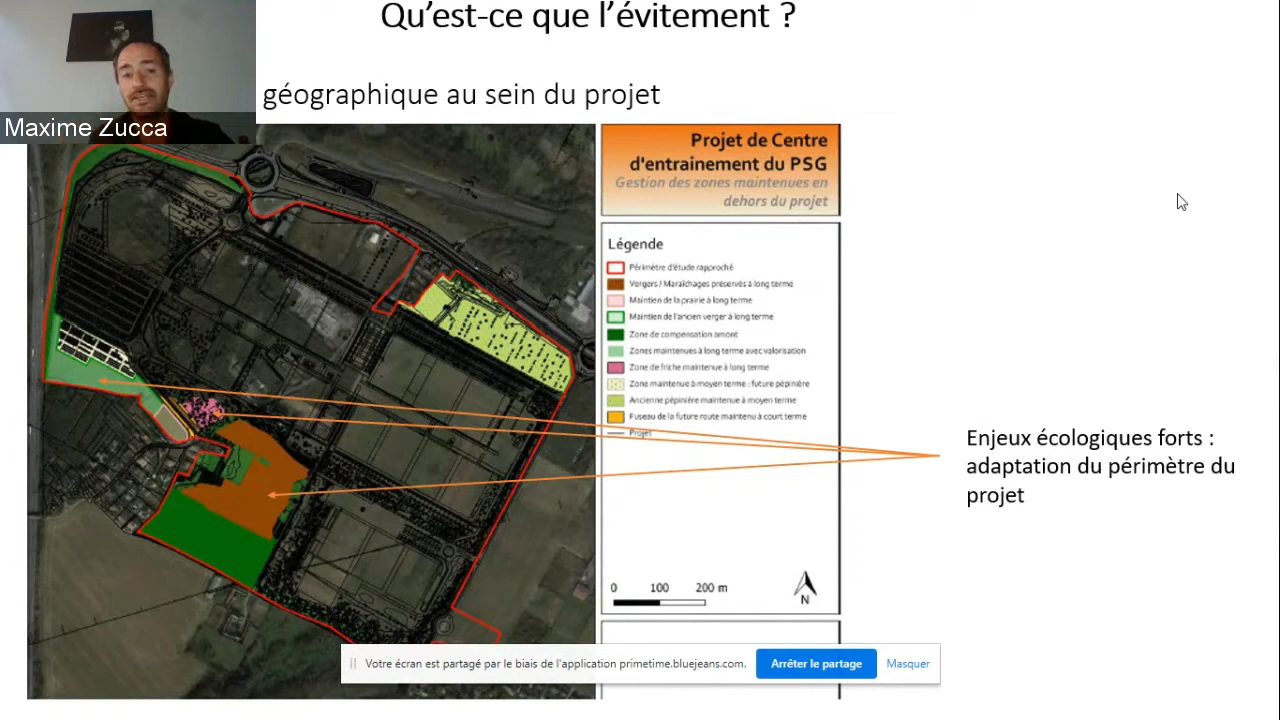 Qu’est-ce que l’évitement ?
géographique au sein du projet
Maxime Zucca
Projet de Centre
d'entrainement du PSG
Gestion des zones maintenues en
dehors du projet
Légende
Périmètre d'étude rapproché
Vergers / Maraîchages préservés à long terme
Maintien de la prairie à long terme
Maintien de l'ancien verger à long terme
Zone de compensation amont
Zones maintenues à long terme avec valorisation
Zone de friche maintenue à long terme
Zone maintenue à moyen terme : future pépinière
Ancienne pépinière maintenue à moyen terme
Fuseau de la future route maintenu à court terme
Projet
Enjeux écologiques forts :
adaptation du périmètre du
projet
0 100 200 m
N
Votre écran est partagé par le biais de l'application primetime.bluejeans.com.
Arrêter le partage
Masquer